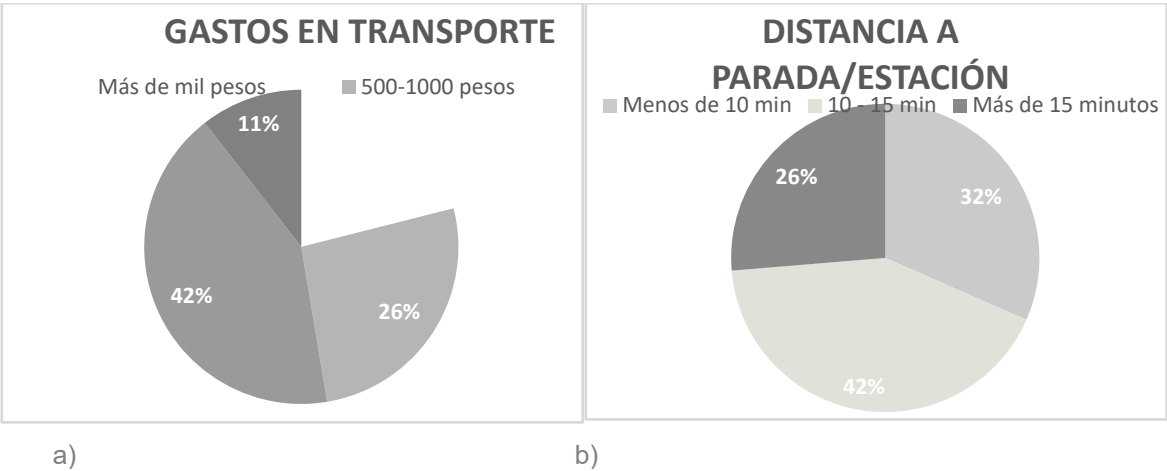 GASTOS EN TRANSPORTE
Más de mil pesos 500-1000 pesos
11%
42%
26%
DISTANCIA A
PARADA/ESTACIÓN
Menos de 10 min 10 - 15 min Más de 15 minutos
26%
32%
42%
a) b)